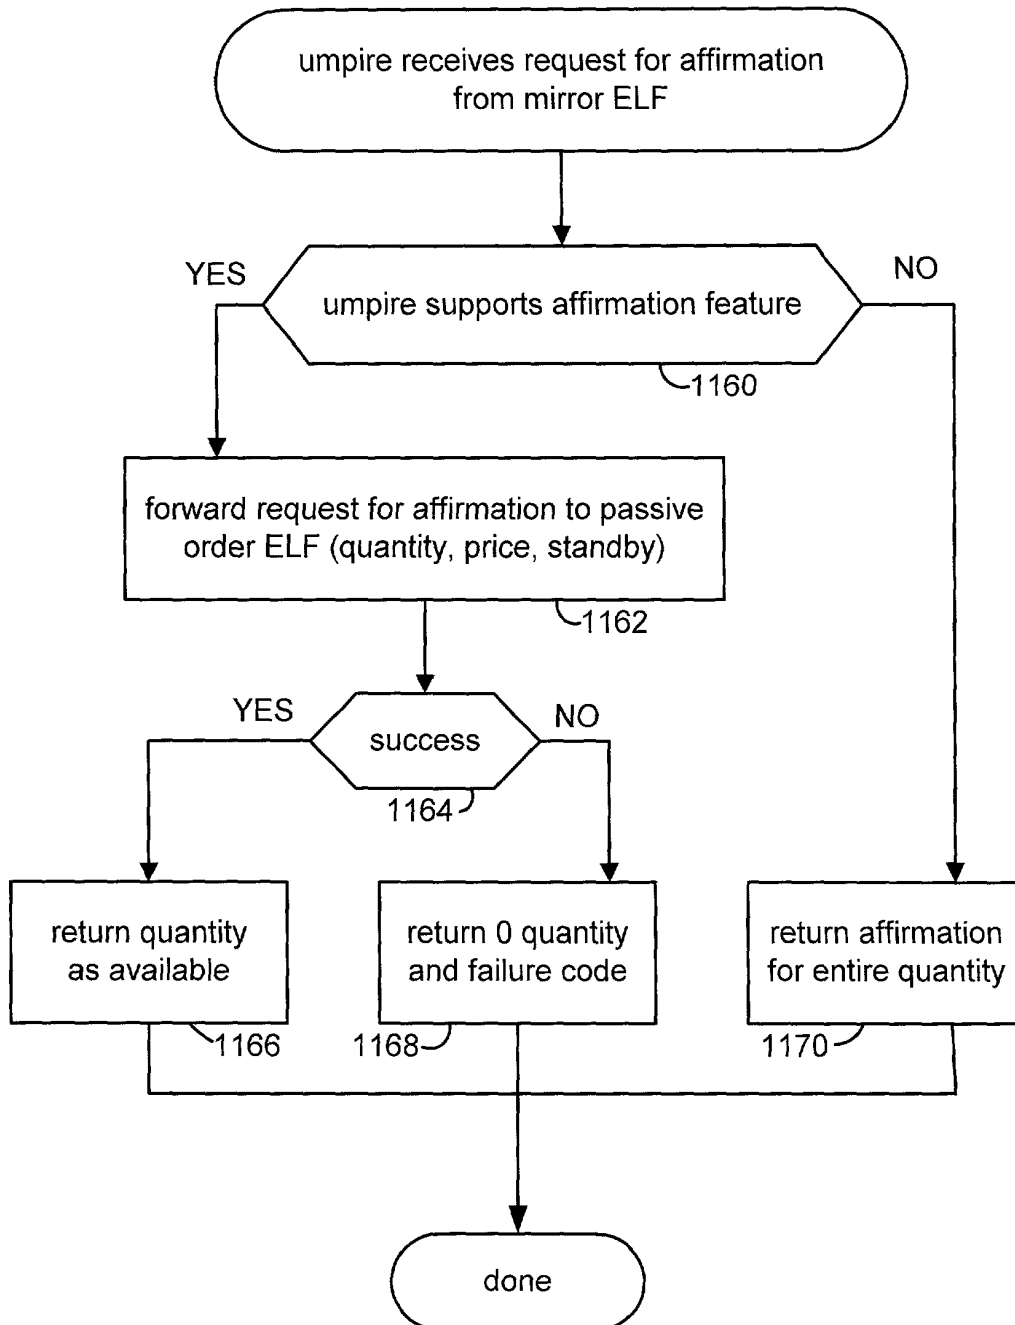 umpire receives request for affirmation
from mirror ELF
YES
NO
umpire supports affirmation feature
1160
forward request for affirmation to passive
order ELF (quantity, price, standby)
1162
YES
NO
success
1164
return quantity
as available
1166
return 0 quantity
and failure code
1168
return affirmation
for entire quantity
1170
done